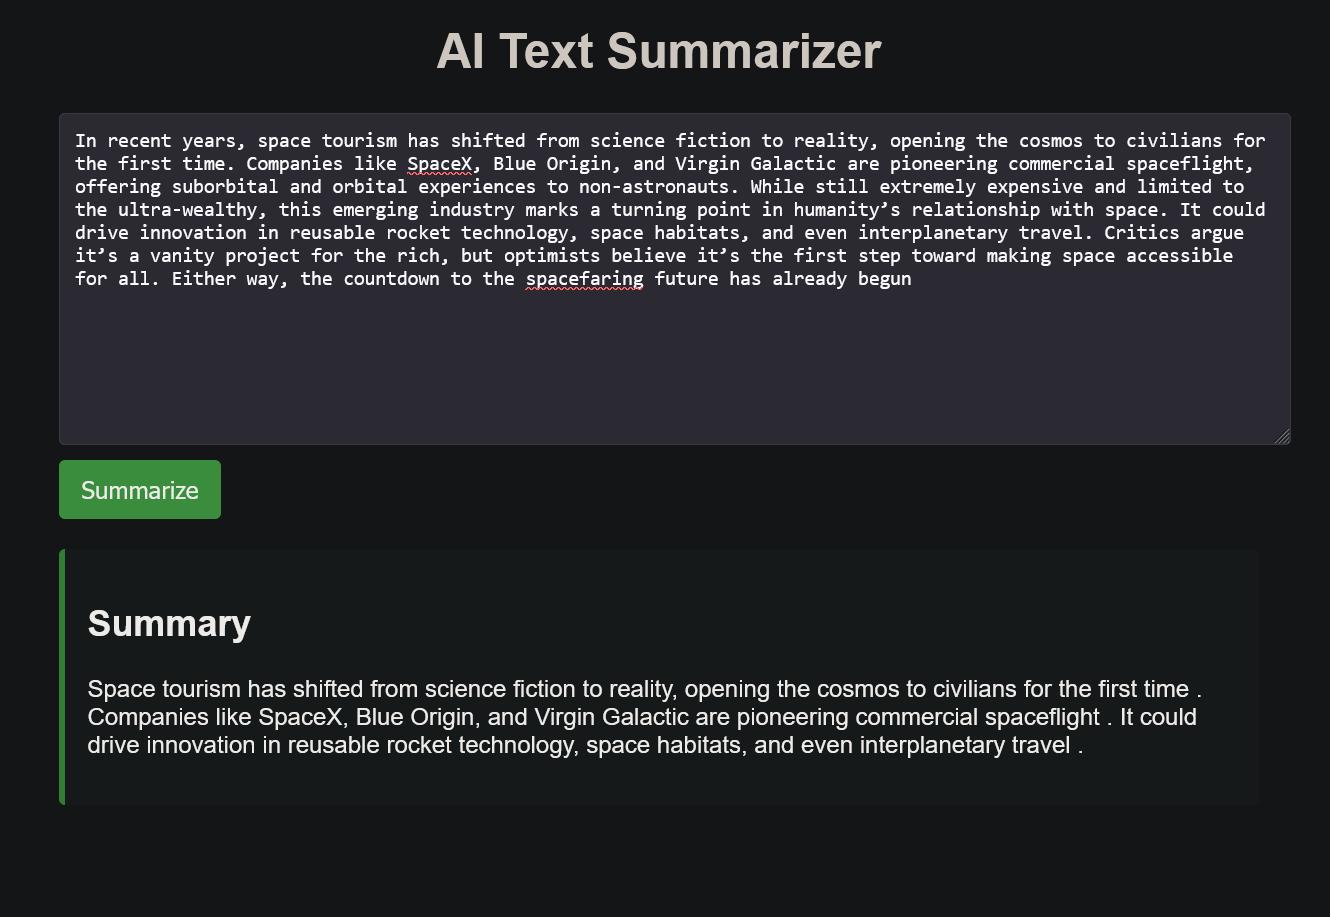 AI Text Summarizer
In recent years, space tourism has shifted from science fiction to reality, opening the cosmos to civilians for
the first time. Companies like SpaceX, Blue Origin, and Virgin Galactic are pioneering commercial spaceflight,
offering suborbital and orbital experiences to non-astronauts. While still extremely expensive and limited to
the ultra-wealthy, this emerging industry marks a turning point in humanity’s relationship with space. It could
drive innovation in reusable rocket technology, space habitats, and even interplanetary travel. Critics argue
it’s a vanity project for the rich, but optimists believe it’s the first step toward making space accessible
for all. Either way, the countdown to the spacefaring future has already begun
Summarize
Summary
Space tourism has shifted from science fiction to reality, opening the cosmos to civilians for the first time .
Companies like SpaceX, Blue Origin, and Virgin Galactic are pioneering commercial spaceflight . It could
drive innovation in reusable rocket technology, space habitats, and even interplanetary travel .